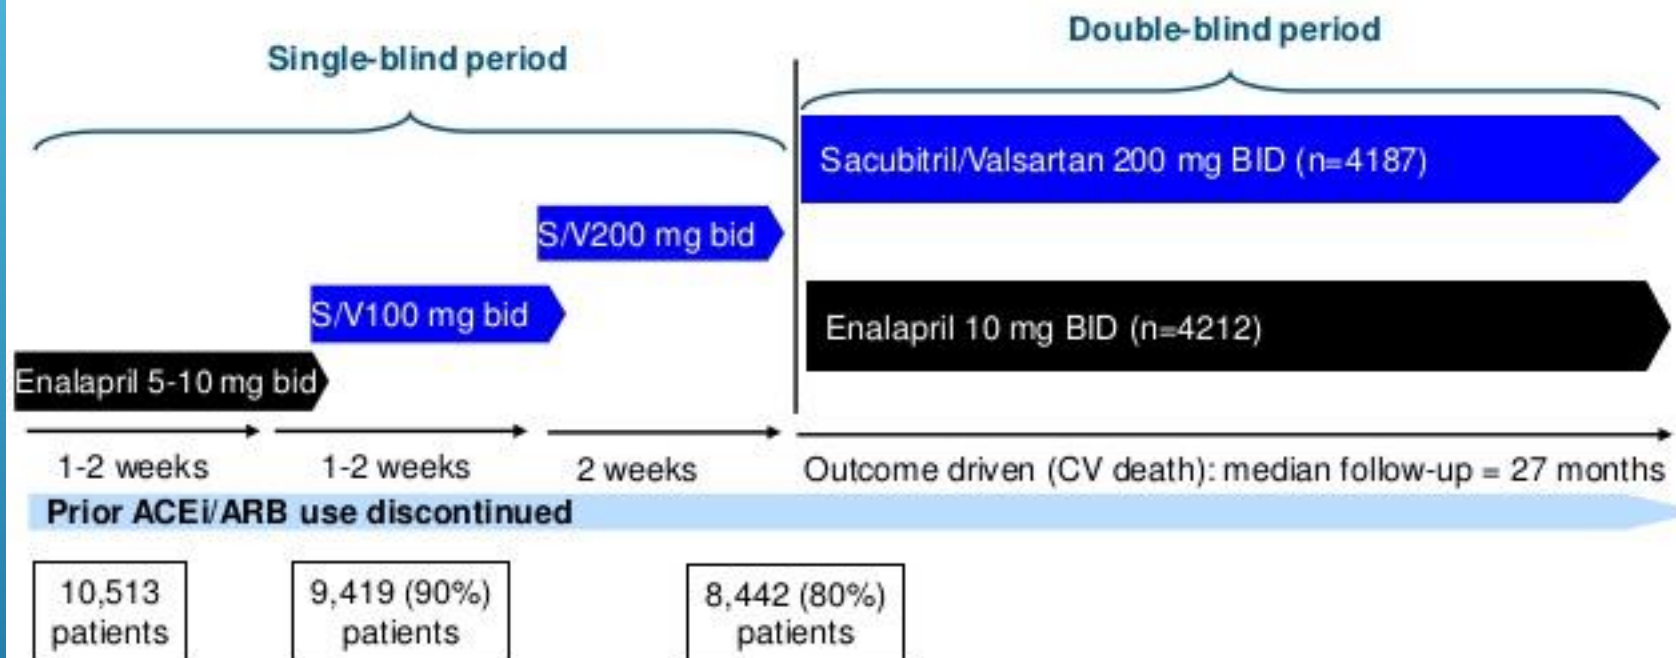 Single-blind period
Double-blind period
Sacubitril/Valsartan 200 mg BID (n=4187)
S/V200 mg bid
S/V100 mg bid
Enalapril 10 mg BID (n=4212)
Enalapril 5-10 mg bid
1-2 weeks
1-2 weeks
2 weeks
Outcome driven (CV death): median follow-up = 27 months
Prior ACEi/ARB use discontinued
10,513
patients
9,419 (90%)
patients
8,442 (80%)
patients